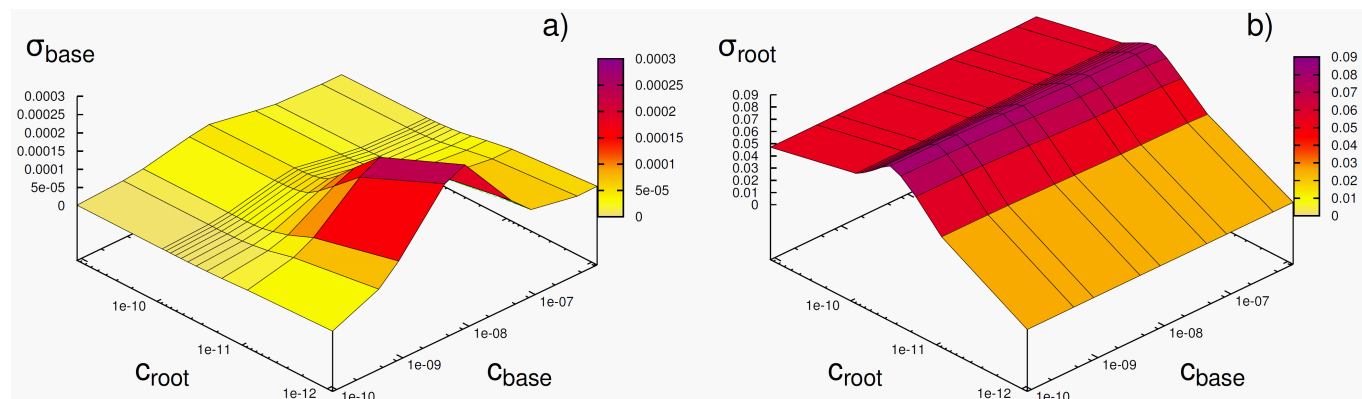 a)
σbase
0.0003
0.00025
0.0002
0.00015
0.0001
5e-05
0
0.0003
0.00025
0.0002
0.00015
0.0001
5e-05
0
1e-10
1e-11
1e-12
croot
1e-10
1e-09
1e-08
1e-07
cbase
b)
σroot
0.09
0.08
0.07
0.06
0.05
0.04
0.03
0.02
0.01
0
0.09
0.08
0.07
0.06
0.05
0.04
0.03
0.02
0.01
0
1e-10
1e-11
1e-12
croot
1e-10
1e-09
1e-08
1e-07
cbase